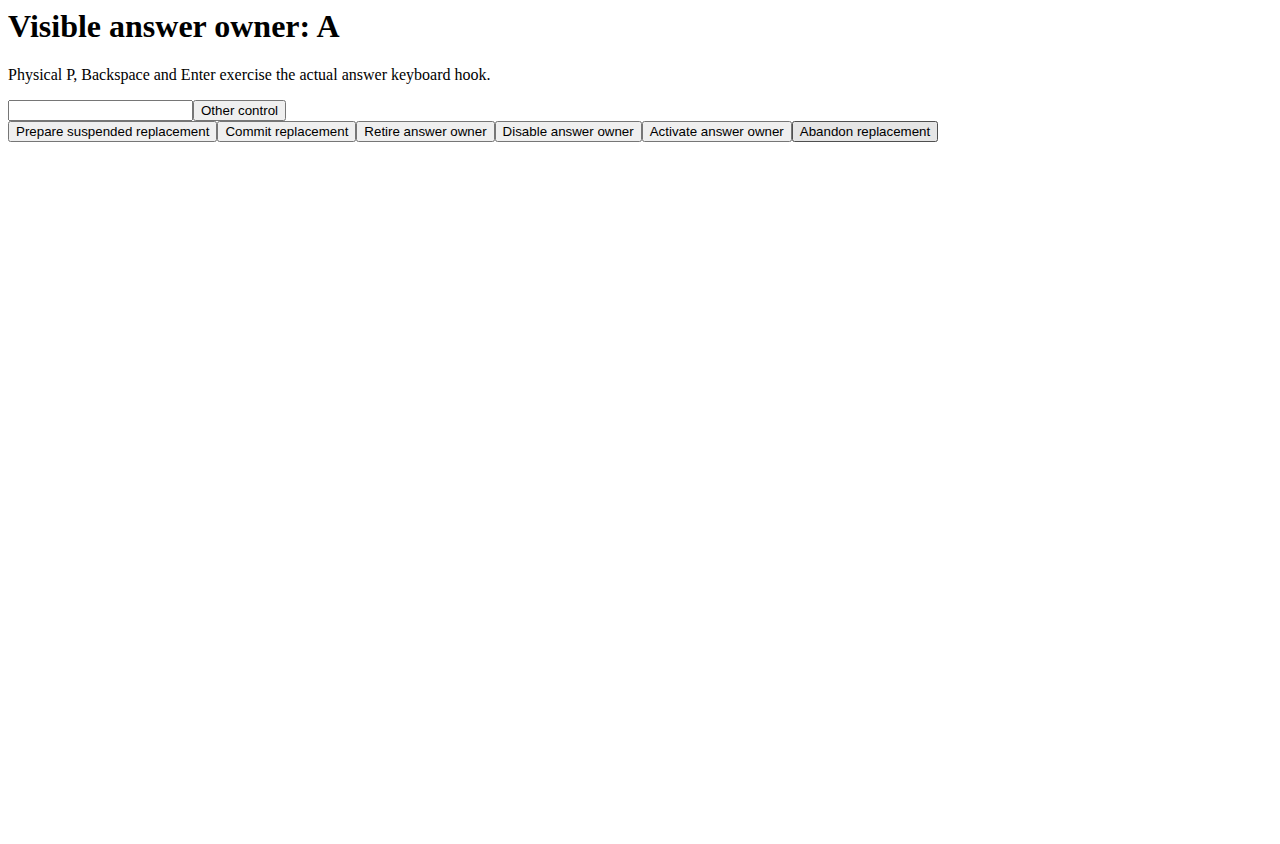 Visible answer owner: A
Physical P, Backspace and Enter exercise the actual answer keyboard hook.
Other control
Prepare suspended replacement Commit replacement Retire answer owner Disable answer owner Activate answer owner Abandon replacement